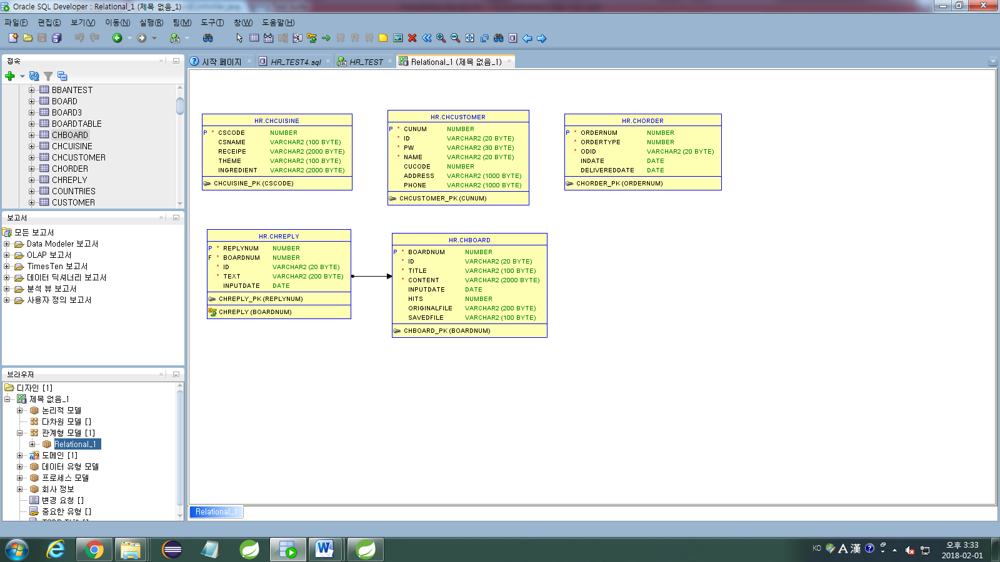 Oracle SQL Developer : Relational_1 (제목 없음_1)
파일(F) 편집(E) 보기(V) 이동(N) 실행(R) 팀(M) 도구(T) 창(W) 도움말(H)
접속
BBANTEST
BOARD
BOARD3
BOARDTABLE
CHBOARD
CHCUISINE
CHCUSTOMER
CHORDER
CHREPLY
COUNTRIES
CUSTOMER
보고서
모든 보고서
Data Modeler 보고서
OLAP 보고서
TimesTen 보고서
데이터 딕셔너리 보고서
분석 뷰 보고서
사용자 정의 보고서
브라우저
디자인 [1]
제목 없음_1
논리적 모델
다차원 모델 []
관계형 모델 [1]
Relational_1
도메인 [1]
데이터 유형 모델
프로세스 모델
회사 정보
변경 요청 []
중요한 유형 []
시작 페이지 HR_TEST4.sql HR_TEST Relational_1 (제목 없음_1)
HR.CHCUISINE
P * CSCODE NUMBER
CSNAME VARCHAR2 (100 BYTE)
RECEIPE VARCHAR2 (2000 BYTE)
THEME VARCHAR2 (100 BYTE)
INGREDIENT VARCHAR2 (2000 BYTE)
CHCUISINE_PK (CSCODE)
HR.CHCUSTOMER
P * CUNUM NUMBER
* ID VARCHAR2 (20 BYTE)
* PW VARCHAR2 (30 BYTE)
* NAME VARCHAR2 (20 BYTE)
CUCODE NUMBER
ADDRESS VARCHAR2 (1000 BYTE)
PHONE VARCHAR2 (1000 BYTE)
CHCUSTOMER_PK (CUNUM)
HR.CHORDER
P * ORDERNUM NUMBER
* ORDERTYPE NUMBER
* ODID VARCHAR2 (20 BYTE)
INDATE DATE
DELIVEREDDATE DATE
CHORDER_PK (ORDERNUM)
HR.CHREPLY
P * REPLYNUM NUMBER
F * BOARDNUM NUMBER
* ID VARCHAR2 (20 BYTE)
* TEXT VARCHAR2 (200 BYTE)
INPUTDATE DATE
CHREPLY_PK (REPLYNUM)
CHREPLY (BOARDNUM)
HR.CHBOARD
P * BOARDNUM NUMBER
* ID VARCHAR2 (20 BYTE)
* TITLE VARCHAR2 (100 BYTE)
* CONTENT VARCHAR2 (2000 BYTE)
INPUTDATE DATE
HITS NUMBER
ORIGINALFILE VARCHAR2 (200 BYTE)
SAVEDFILE VARCHAR2 (100 BYTE)
CHBOARD_PK (BOARDNUM)
Relational_1
KO A 漢
오후 3:33
2018-02-01